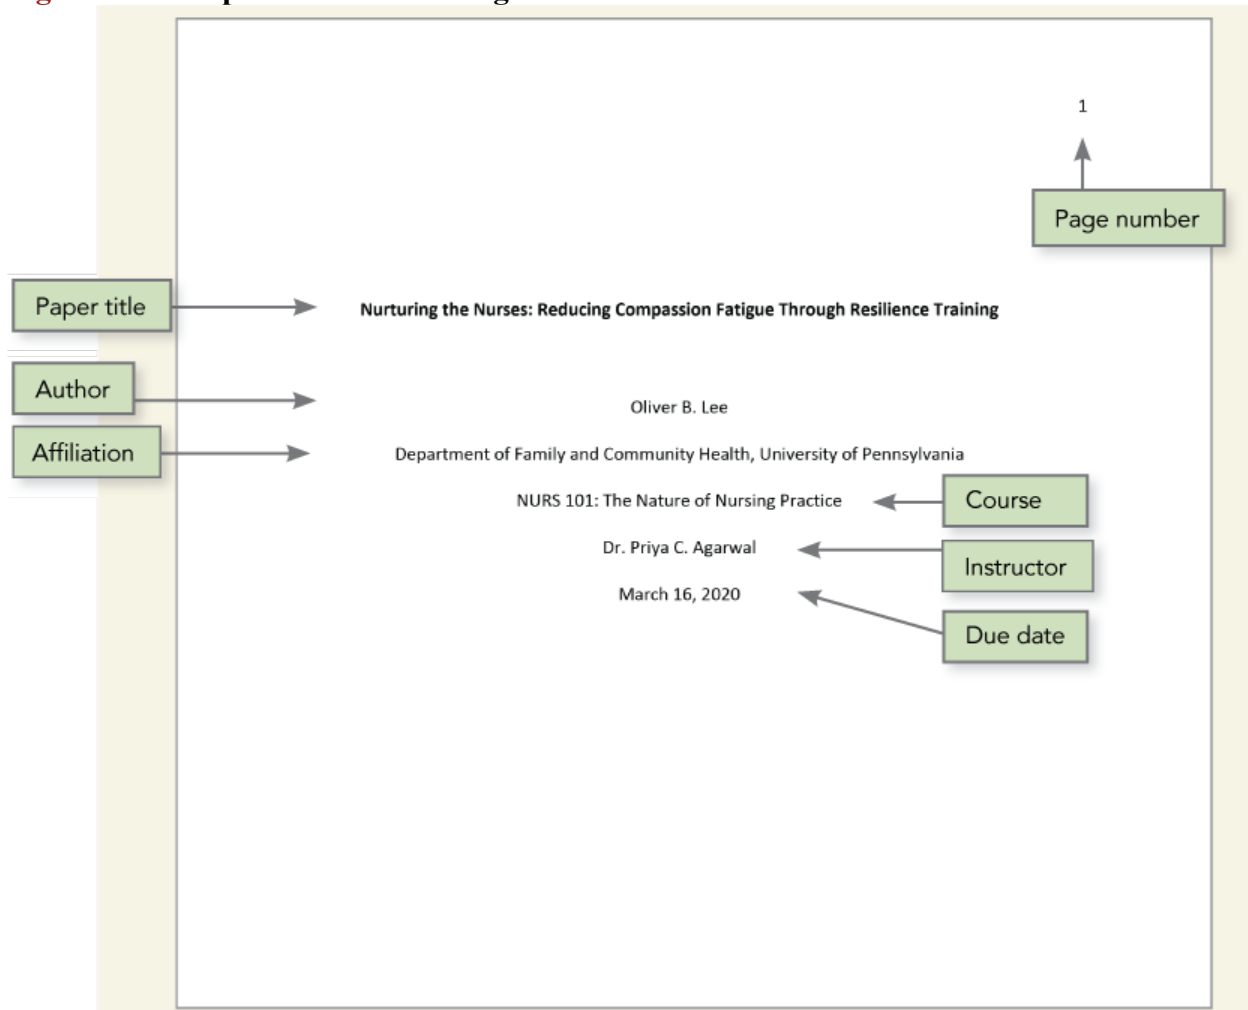 1
Page number
Paper title
Nurturing the Nurses: Reducing Compassion Fatigue Through Resilience Training
Author
Oliver B. Lee
Affiliation
Department of Family and Community Health, University of Pennsylvania
NURS 101: The Nature of Nursing Practice
Course
Dr. Priya C. Agarwal
Instructor
March 16, 2020
Due date